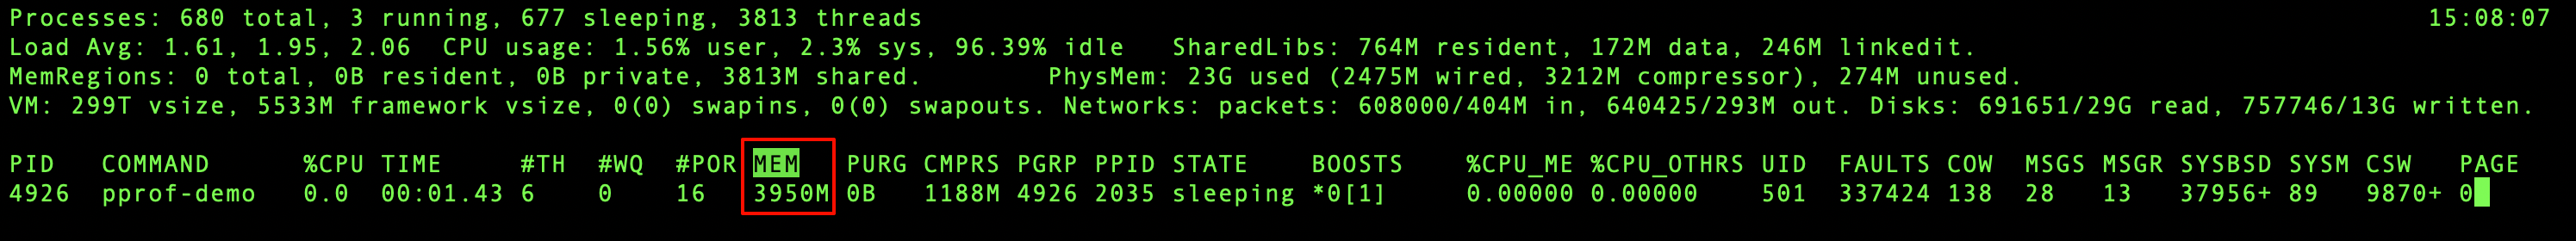 Processes: 680 total, 3 running, 677 sleeping, 3813 threads 15:08:07
Load Avg: 1.61, 1.95, 2.06 CPU usage: 1.56% user, 2.3% sys, 96.39% idle SharedLibs: 764M resident, 172M data, 246M linkedit.
MemRegions: 0 total, 0B resident, 0B private, 3813M shared. PhysMem: 23G used (2475M wired, 3212M compressor), 274M unused.
VM: 299T vsize, 5533M framework vsize, 0(0) swapins, 0(0) swapouts. Networks: packets: 608000/404M in, 640425/293M out. Disks: 691651/29G read, 757746/13G written.
PID COMMAND %CPU TIME #TH #WQ #POR MEM PURG CMPRS PGRP PPID STATE BOOSTS %CPU_ME %CPU_OTHRS UID FAULTS COW MSGS MSGR SYSBSD SYSM CSW PAGE
4926 pprof-demo 0.0 00:01.43 6 0 16 3950M 0B 1188M 4926 2035 sleeping *0[1] 0.00000 0.00000 501 337424 138 28 13 37956+ 89 9870+ 0